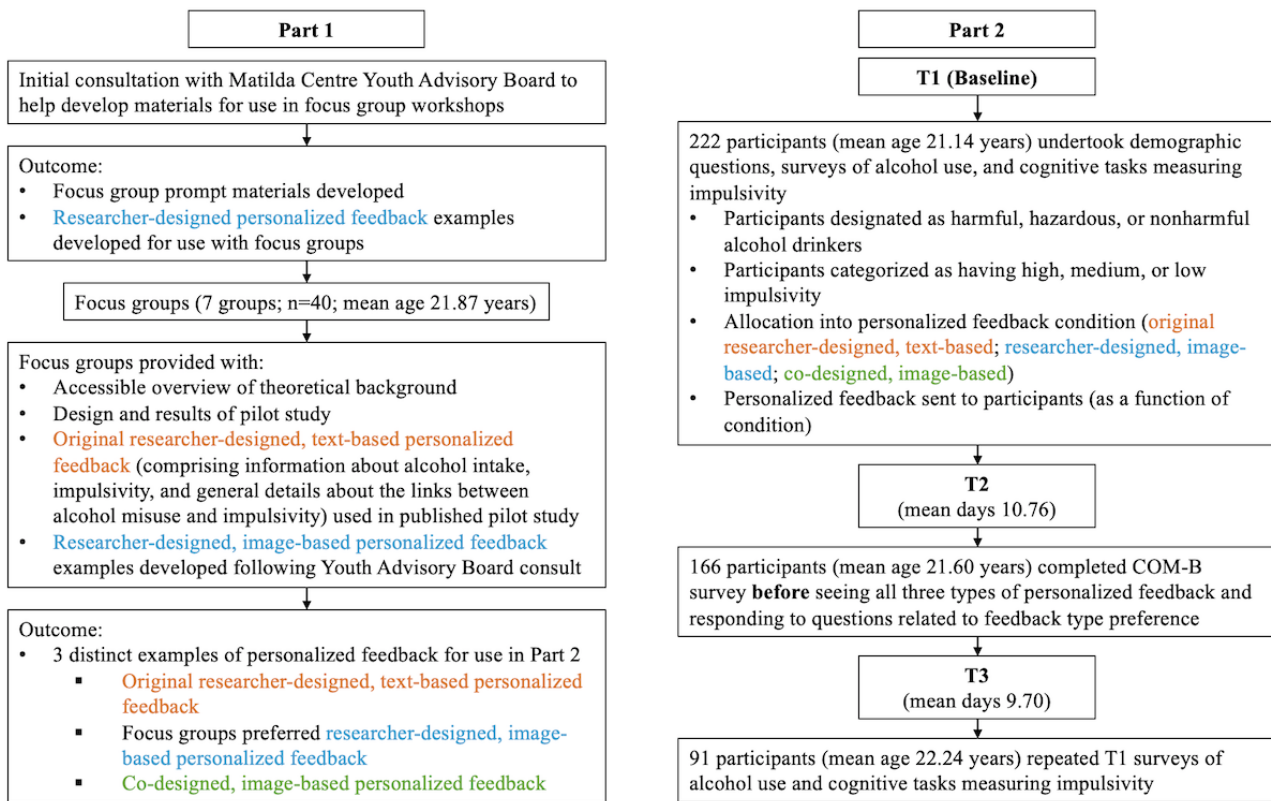 Part 1
Initial consultation with Matilda Centre Youth Advisory Board to
help develop materials for use in focus group workshops
Outcome:
• Focus group prompt materials developed
• Researcher-designed personalized feedback examples
developed for use with focus groups
Focus groups (7 groups; n=40; mean age 21.87 years)
Focus groups provided with:
• Accessible overview of theoretical background
• Design and results of pilot study
• Original researcher-designed, text-based personalized
feedback (comprising information about alcohol intake,
impulsivity, and general details about the links between
alcohol misuse and impulsivity) used in published pilot study
• Researcher-designed, image-based personalized feedback
examples developed following Youth Advisory Board consult
Outcome:
• 3 distinct examples of personalized feedback for use in Part 2
▪ Original researcher-designed, text-based personalized
feedback
▪ Focus groups preferred researcher-designed, image-
based personalized feedback
▪ Co-designed, image-based personalized feedback
Part 2
T1 (Baseline)
222 participants (mean age 21.14 years) undertook demographic
questions, surveys of alcohol use, and cognitive tasks measuring
impulsivity
• Participants designated as harmful, hazardous, or nonharmful
alcohol drinkers
• Participants categorized as having high, medium, or low
impulsivity
• Allocation into personalized feedback condition (original
researcher-designed, text-based; researcher-designed, image-
based; co-designed, image-based)
• Personalized feedback sent to participants (as a function of
condition)
T2
(mean days 10.76)
166 participants (mean age 21.60 years) completed COM-B
survey before seeing all three types of personalized feedback and
responding to questions related to feedback type preference
T3
(mean days 9.70)
91 participants (mean age 22.24 years) repeated T1 surveys of
alcohol use and cognitive tasks measuring impulsivity